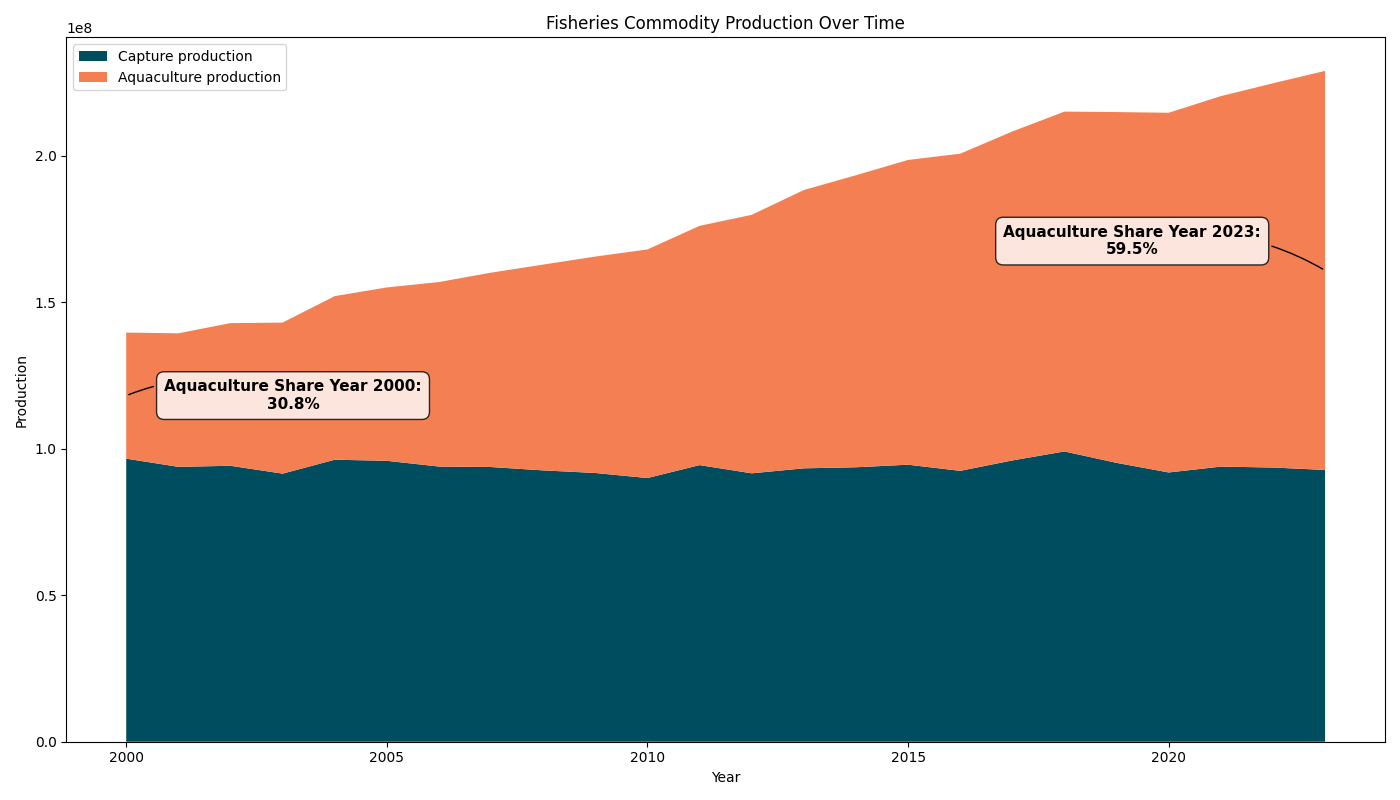 Fisheries Commodity Production Over Time
1e8
Capture production
Aquaculture production
2.0
1.5
1.0
0.5
0.0
Production
Aquaculture Share Year 2023:
59.5%
Aquaculture Share Year 2000:
30.8%
2000
2005
2010
2015
2020
Year